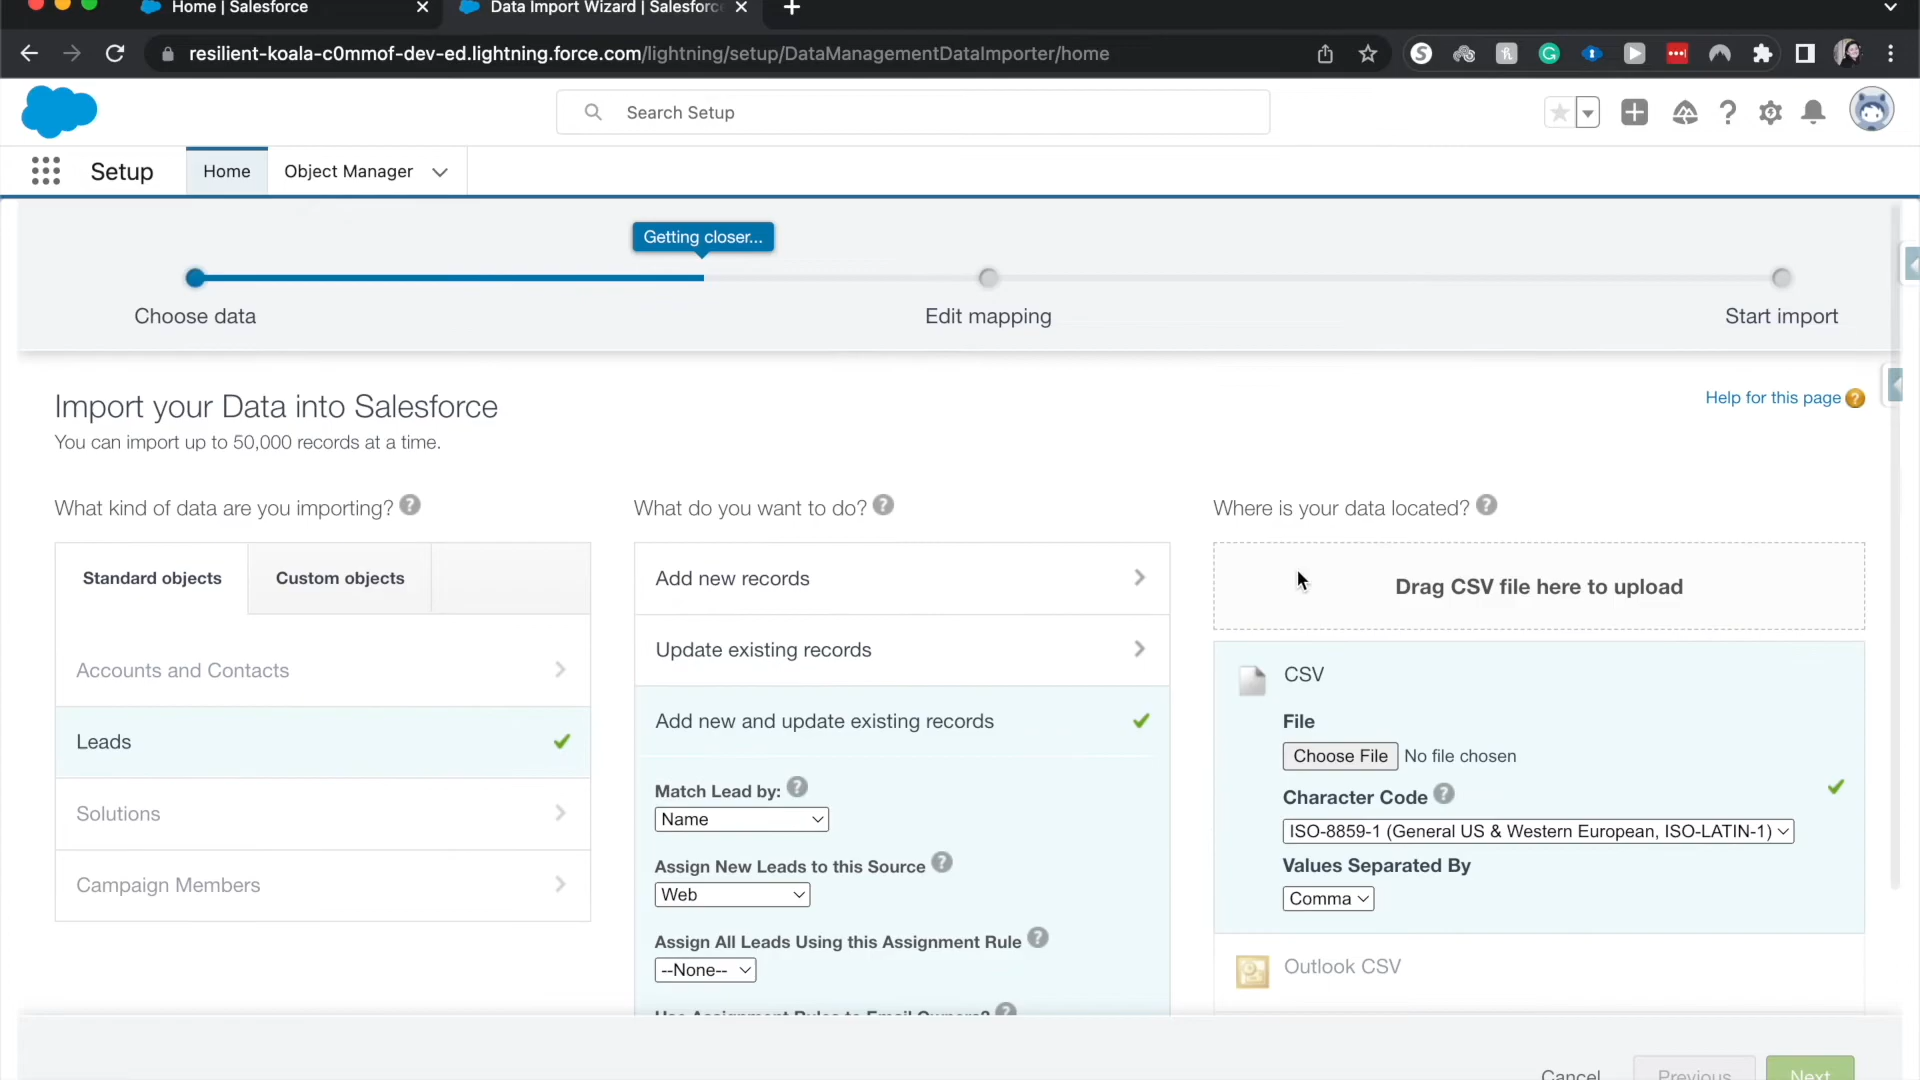 Home | Salesforce
Data Import Wizard | Salesforc
resilient-koala-c0mmof-dev-ed.lightning.force.com/lightning/setup/DataManagementDataImporter/home
Search Setup
Setup
Home
Object Manager
Getting closer...
Choose data
Edit mapping
Start import
Import your Data into Salesforce
Help for this page
You can import up to 50,000 records at a time.
What kind of data are you importing?
Standard objects
Custom objects
Accounts and Contacts
Leads
Solutions
Campaign Members
What do you want to do?
Add new records
Update existing records
Add new and update existing records
Match Lead by:
Name
Assign New Leads to this Source
Web
Assign All Leads Using this Assignment Rule
--None--
Use Assignment Rules to Email Owners?
Where is your data located?
Drag CSV file here to upload
CSV
File
Choose File No file chosen
Character Code
ISO-8859-1 (General US & Western European, ISO-LATIN-1)
Values Separated By
Comma
Outlook CSV
Cancel
Previous
Next